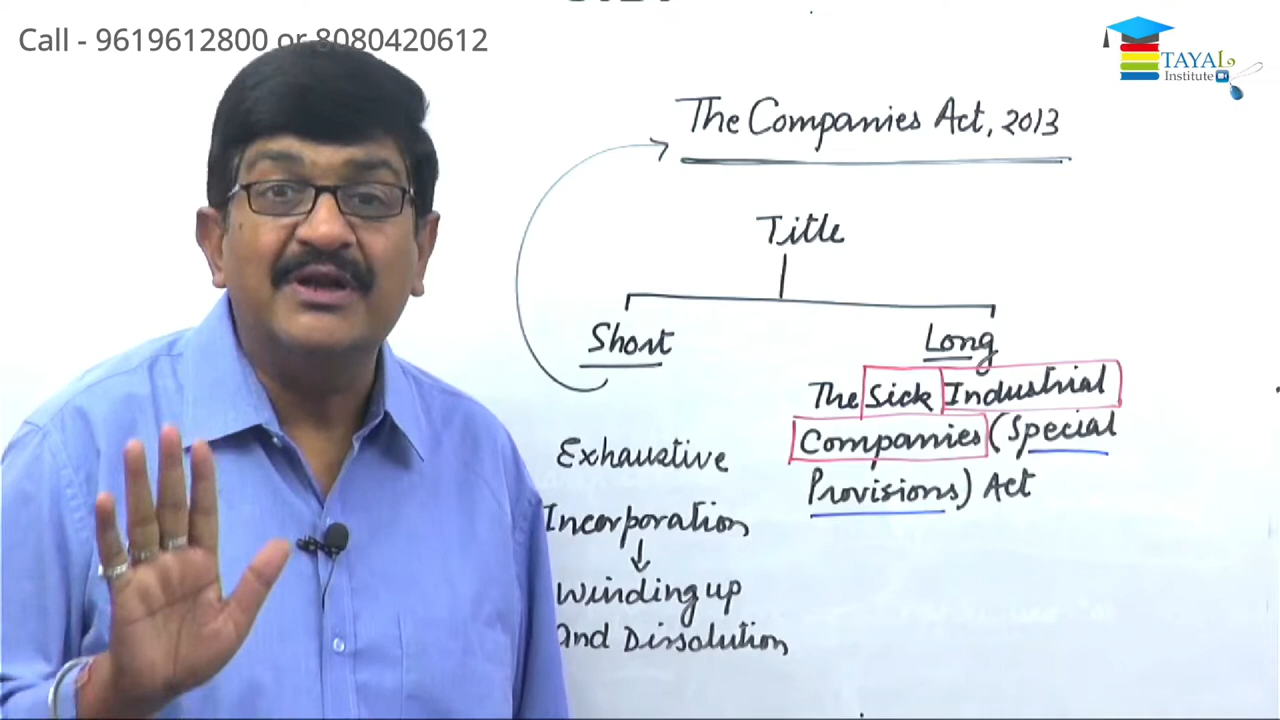 Call - 9619612800 or 8080420612
TAYAL
Institute
The Companies Act, 2013
Title
Short
Long
The Sick Industrial
Companies (Special
Provisions) Act
Exhaustive
Incorporation
Winding up
and Dissolution